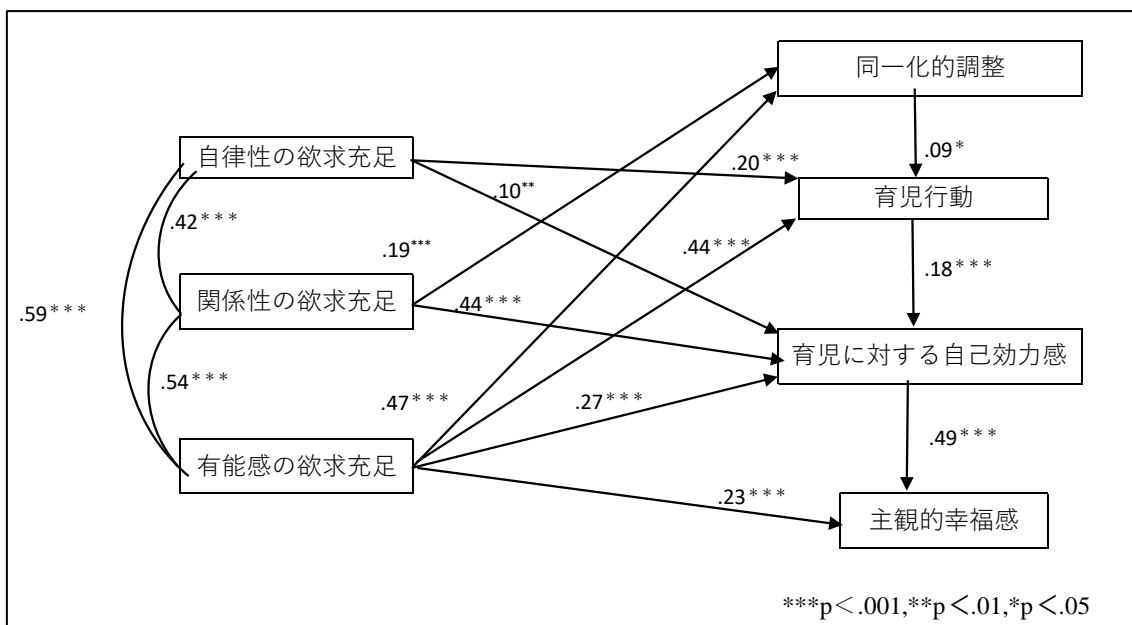 同一化的調整
自律性の欲求充足
.20***
.09*
.10**
育児行動
.42***
.19***
.44***
関係性の欲求充足
.18***
.59***
.44***
育児に対する自己効力感
.54***
.47***
.27***
.49***
有能感の欲求充足
.23***
主観的幸福感
***p<.001,**p<.01,*p<.05